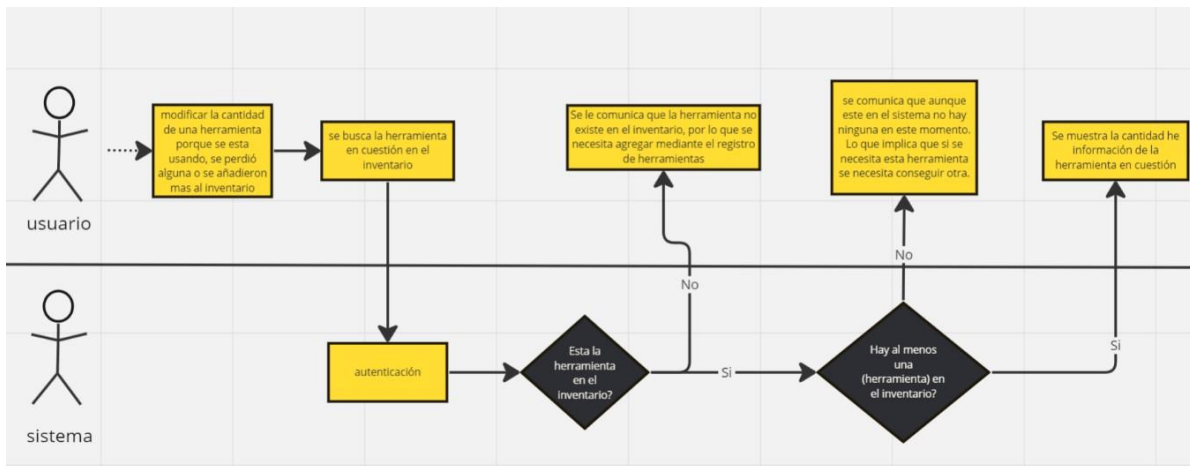 modificar la cantidad
de una herramienta
porque se esta
usando, se perdió
alguna o se añadieron
mas al inventario
se busca la herramienta
en cuestión en el
inventario
Se le comunica que la herramienta no
existe en el inventario, por lo que se
necesita agregar mediante el registro
de herramientas
se comunica que aunque
este en el sistema no hay
ninguna en este momento.
Lo que implica que si se
necesita esta herramienta
se necesita conseguir otra.
Se muestra la cantidad he
información de la
herramienta en cuestión
usuario
No
No
autenticación
Esta la
herramienta
en el
inventario?
Si
Hay al menos
una
(herramienta) en
el inventario?
Si
sistema